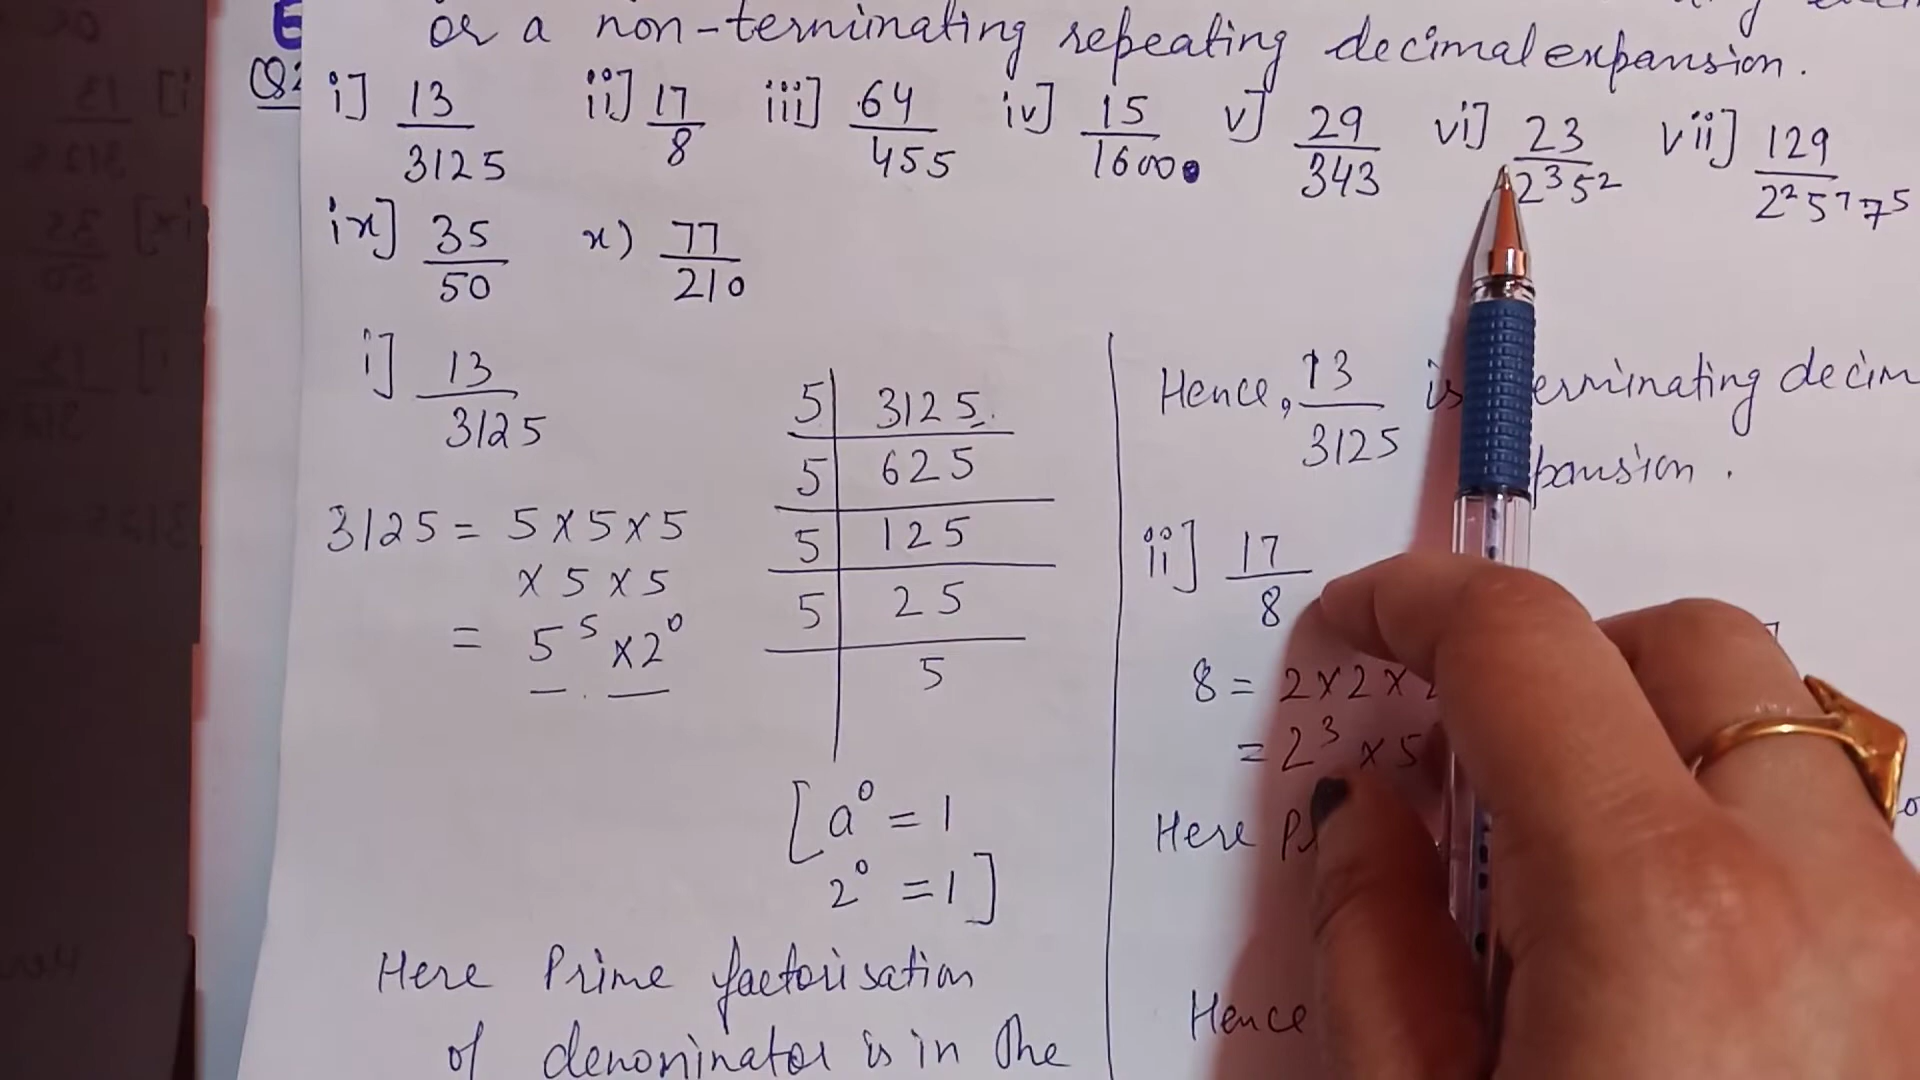 or a non-terminating repeating decimal expansion.
i] 13/3125 ii] 17/8 iii] 64/455 iv] 15/1600 v] 29/343 vi] 23/2³5² vii] 129/2²5⁷7⁵
ix] 35/50 x) 77/210
i] 13/3125
3125 = 5×5×5
×5×5
= 5⁵×2⁰
5 | 3125
5 | 625
5 | 125
5 | 25
5
[a⁰ = 1
2⁰ = 1]
Here Prime factorisation
of denominator is in the
Hence, 13/3125 is
ii] 17/8
8 = 2×2×
= 2³ × 5
Here
Hence